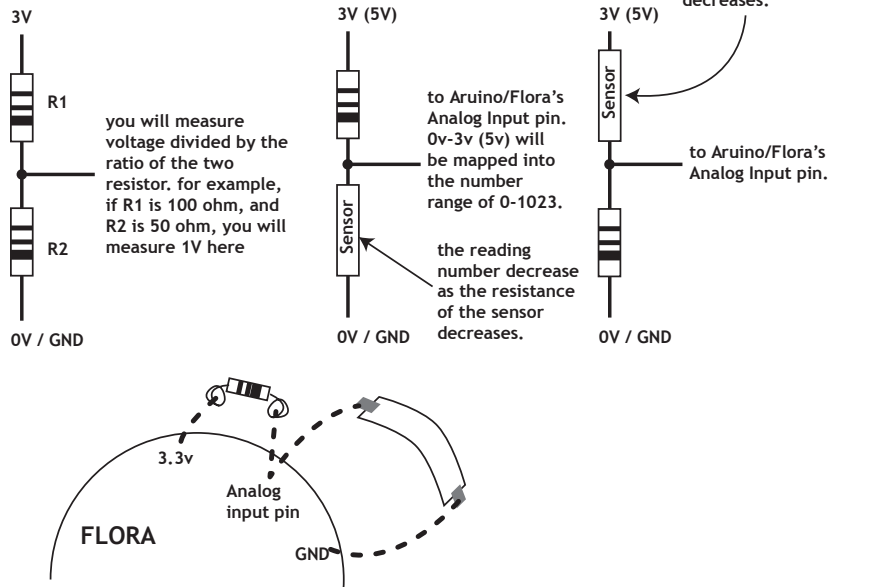 3V
R1
you will measure
voltage divided by the
ratio of the two
resistor. for example,
if R1 is 100 ohm, and
R2 is 50 ohm, you will
measure 1V here
R2
0V / GND
3V (5V)
to Aruino/Flora's
Analog Input pin.
0v-3v (5v) will
be mapped into
the number
range of 0-1023.
Sensor
the reading
number decrease
as the resistance
of the sensor
decreases.
0V / GND
decreases.
3V (5V)
Sensor
to Aruino/Flora's
Analog Input pin.
0V / GND
3.3v
Analog
input pin
FLORA
GND